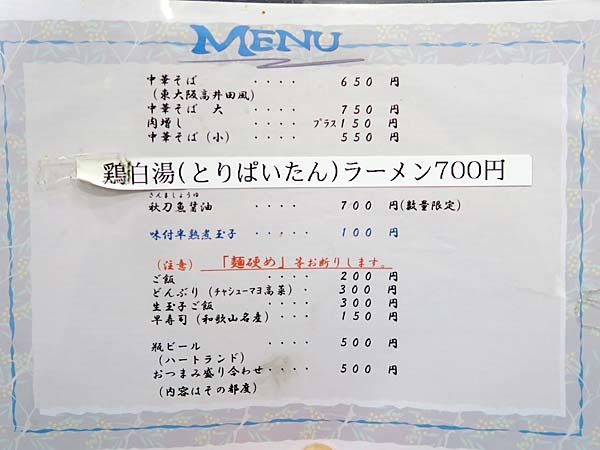 MENU
中華そば ‥‥ 650 円
(東大阪高井田風)
中華そば 大 ‥‥ 750 円
肉増し プラス150 円
中華そば(小) ‥‥ 550 円
鶏白湯(とりぱいたん)ラーメン700円
さんましょうゆ
秋刀魚醤油 ‥‥ 700 円(数量限定)
味付半熟煮玉子 ‥‥ 100 円
(注意) 「麺硬め」等お断りします。
ご飯 ‥‥ 200 円
どんぶり(チャシューマヨ高菜)・ 300 円
生玉子ご飯 ‥‥ 300 円
早寿司(和歌山名産) ‥ 150 円
瓶ビール ‥‥ 500 円
(ハートランド)
おつまみ盛り合わせ‥‥ 500 円
(内容はその都度)